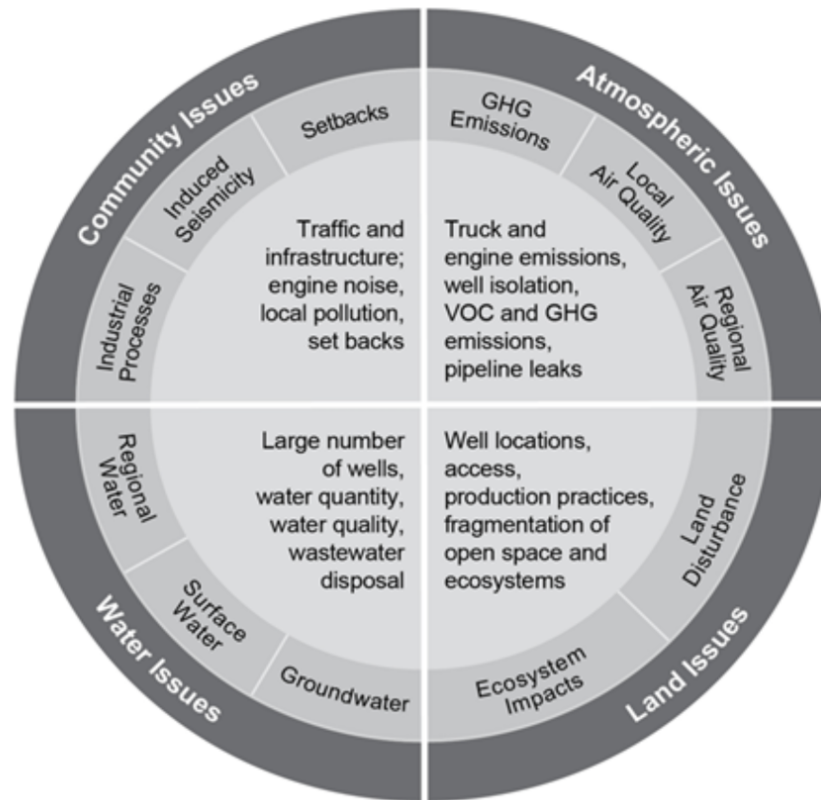 Community Issues
Setbacks
Induced
Seismicity
Industrial
Processes
Traffic and
infrastructure;
engine noise,
local pollution,
set backs
Atmospheric Issues
GHG
Emissions
Local
Air Quality
Regional
Air Quality
Truck and
engine emissions,
well isolation,
VOC and GHG
emissions,
pipeline leaks
Water Issues
Regional
Water
Surface
Water
Groundwater
Large number
of wells,
water quantity,
water quality,
wastewater
disposal
Land Issues
Land
Disturbance
Ecosystem
Impacts
Well locations,
access,
production practices,
fragmentation of
open space and
ecosystems